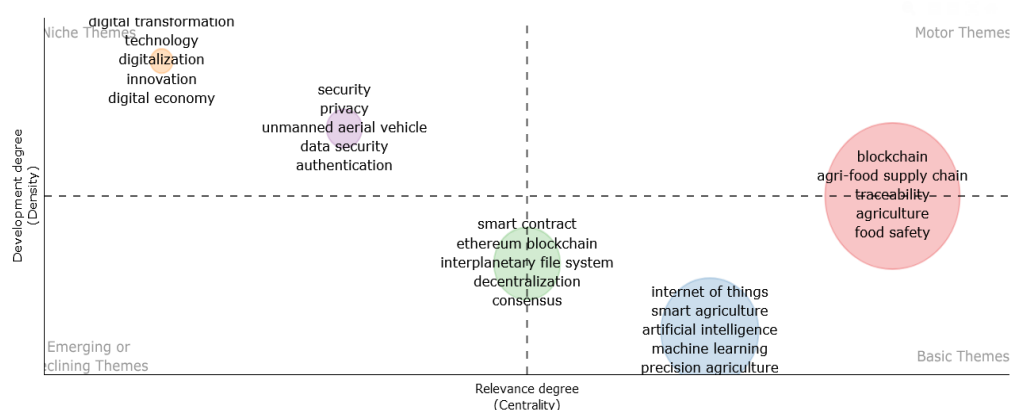 digital transformation
Niche Themes
technology
digitalization
innovation
digital economy
Motor Themes
security
privacy
unmanned aerial vehicle
data security
authentication
blockchain
agri-food supply chain
traceability
agriculture
food safety
Development degree
(Density)
smart contract
ethereum blockchain
interplanetary file system
decentralization
consensus
internet of things
smart agriculture
artificial intelligence
machine learning
precision agriculture
Emerging or
clining Themes
Basic Themes
Relevance degree
(Centrality)